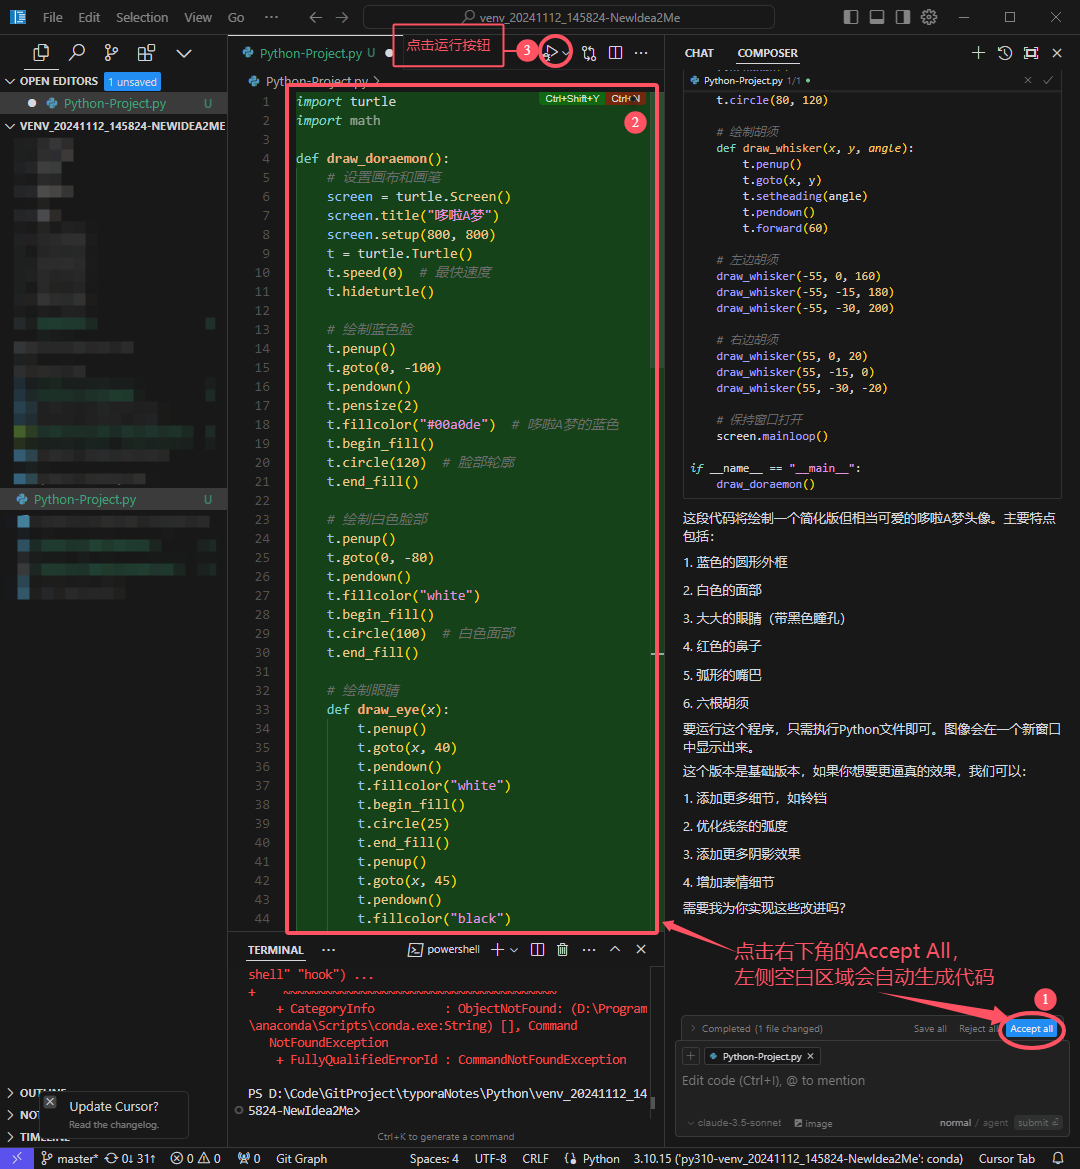 File Edit Selection View Go ··· venv_20241112_145824-NewIdea2Me
OPEN EDITORS 1 unsaved
Python-Project.py U
VENV_20241112_145824-NEWIDEA2ME
Python-Project.py U
OUTLINE
TIMELINE
Update Cursor?
Read the changelog.
Python-Project.py U
点击运行按钮
3
Python-Project.py
Ctrl+Shift+Y
2
1 import turtle
2 import math
3
4 def draw_doraemon():
5 # 设置画布和画笔
6 screen = turtle.Screen()
7 screen.title("哆啦A梦")
8 screen.setup(800, 800)
9 t = turtle.Turtle()
10 t.speed(0) # 最快速度
11 t.hideturtle()
12
13 # 绘制蓝色脸
14 t.penup()
15 t.goto(0, -100)
16 t.pendown()
17 t.pensize(2)
18 t.fillcolor("#00a0de") # 哆啦A梦的蓝色
19 t.begin_fill()
20 t.circle(120) # 脸部轮廓
21 t.end_fill()
22
23 # 绘制白色脸部
24 t.penup()
25 t.goto(0, -80)
26 t.pendown()
27 t.fillcolor("white")
28 t.begin_fill()
29 t.circle(100) # 白色面部
30 t.end_fill()
31
32 # 绘制眼睛
33 def draw_eye(x):
34 t.penup()
35 t.goto(x, 40)
36 t.pendown()
37 t.fillcolor("white")
38 t.begin_fill()
39 t.circle(25)
40 t.end_fill()
41 t.penup()
42 t.goto(x, 45)
43 t.pendown()
44 t.fillcolor("black")
TERMINAL ··· powershell
shell" "hook") ...
+ ~~~~~~~~~~~~~~~~~~~~~~~~~~~~~~~~~~~
+ CategoryInfo : ObjectNotFound: (D:\Program
\anaconda\Scripts\conda.exe:String) [], Command
NotFoundException
+ FullyQualifiedErrorId : CommandNotFoundException
PS D:\Code\GitProject\typoraNotes\Python\venv_20241112_14
5824-NewIdea2Me>
Ctrl+K to generate a command
CHAT COMPOSER
Python-Project.py 1/1
t.circle(80, 120)
# 绘制胡须
def draw_whisker(x, y, angle):
t.penup()
t.goto(x, y)
t.setheading(angle)
t.pendown()
t.forward(60)
# 左边胡须
draw_whisker(-55, 0, 160)
draw_whisker(-55, -15, 180)
draw_whisker(-55, -30, 200)
# 右边胡须
draw_whisker(55, 0, 20)
draw_whisker(55, -15, 0)
draw_whisker(55, -30, -20)
# 保持窗口打开
screen.mainloop()
if __name__ == "__main__":
draw_doraemon()
这段代码将绘制一个简化版但相当可爱的哆啦A梦头像。主要特点
包括：
1. 蓝色的圆形外框
2. 白色的面部
3. 大大的眼睛（带黑色瞳孔）
4. 红色的鼻子
5. 弧形的嘴巴
6. 六根胡须
要运行这个程序，只需执行Python文件即可。图像会在一个新窗口
中显示出来。
这个版本是基础版本，如果你想要更逼真的效果，我们可以：
1. 添加更多细节，如铃铛
2. 优化线条的弧度
3. 添加更多阴影效果
4. 增加表情细节
需要我为你实现这些改进吗？
点击右下角的Accept All，
左侧空白区域会自动生成代码
1
Completed (1 file changed) Save all Reject all Accept all
Python-Project.py
Edit code (Ctrl+I), @ to mention
claude-3.5-sonnet image normal / agent submit
master* 0↓ 31↑ 0 0 0 Git Graph Spaces: 4 UTF-8 CRLF Python 3.10.15 ('py310-venv_20241112_145824-NewIdea2Me': conda) Cursor Tab